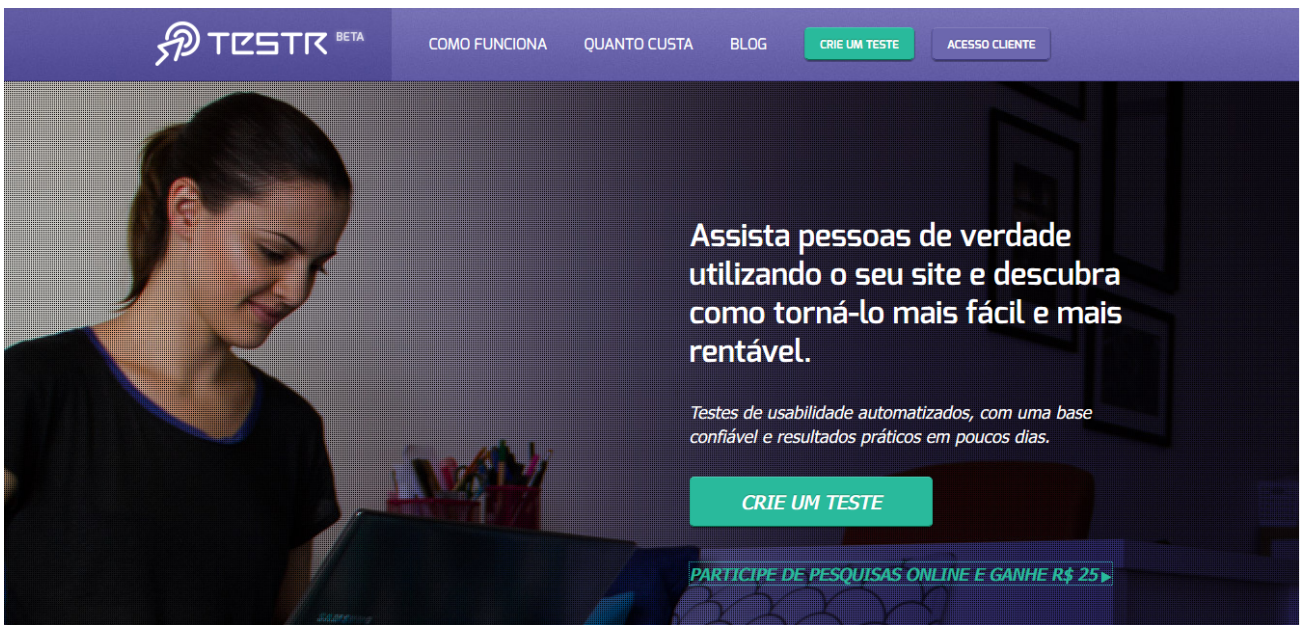 TESTR BETA
COMO FUNCIONA
QUANTO CUSTA
BLOG
CRIE UM TESTE
ACESSO CLIENTE
Assista pessoas de verdade
utilizando o seu site e descubra
como torná-lo mais fácil e mais
rentável.
Testes de usabilidade automatizados, com uma base
confiável e resultados práticos em poucos dias.
CRIE UM TESTE
PARTICIPE DE PESQUISAS ONLINE E GANHE R$ 25